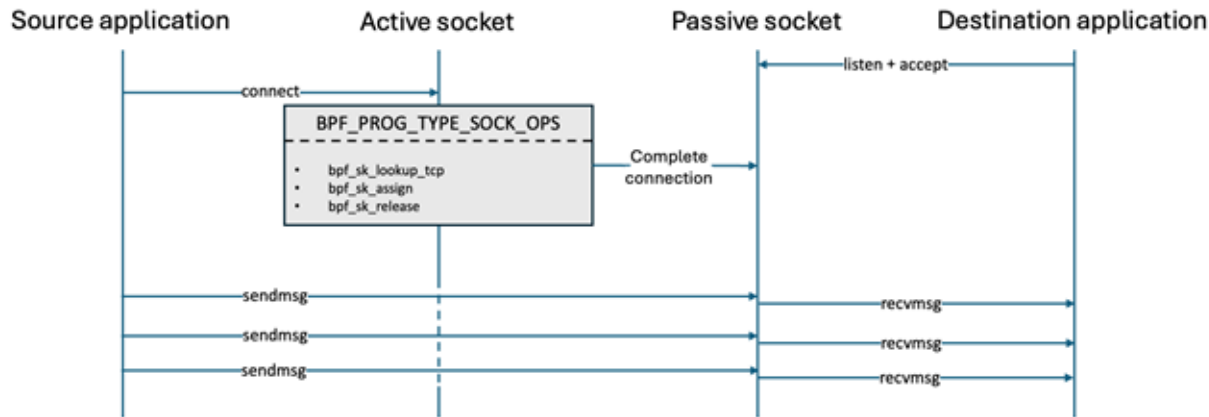 Source application
Active socket
Passive socket
Destination application
listen + accept
connect
BPF_PROG_TYPE_SOCK_OPS
• bpf_sk_lookup_tcp
• bpf_sk_assign
• bpf_sk_release
Complete
connection
sendmsg
recvmsg
sendmsg
recvmsg
sendmsg
recvmsg